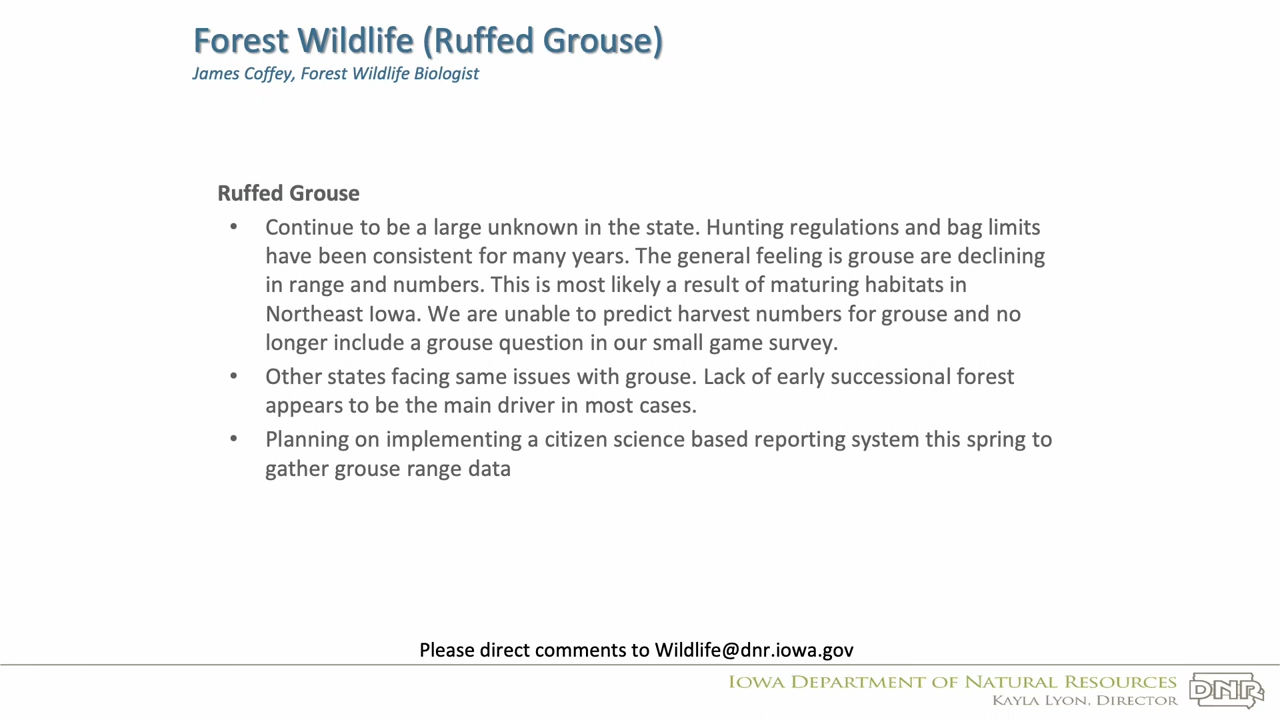 Forest Wildlife (Ruffed Grouse)
James Coffey, Forest Wildlife Biologist
Ruffed Grouse
• Continue to be a large unknown in the state. Hunting regulations and bag limits
have been consistent for many years. The general feeling is grouse are declining
in range and numbers. This is most likely a result of maturing habitats in
Northeast Iowa. We are unable to predict harvest numbers for grouse and no
longer include a grouse question in our small game survey.
• Other states facing same issues with grouse. Lack of early successional forest
appears to be the main driver in most cases.
• Planning on implementing a citizen science based reporting system this spring to
gather grouse range data
Please direct comments to Wildlife@dnr.iowa.gov
Iowa Department of Natural Resources
Kayla Lyon, Director
DNR